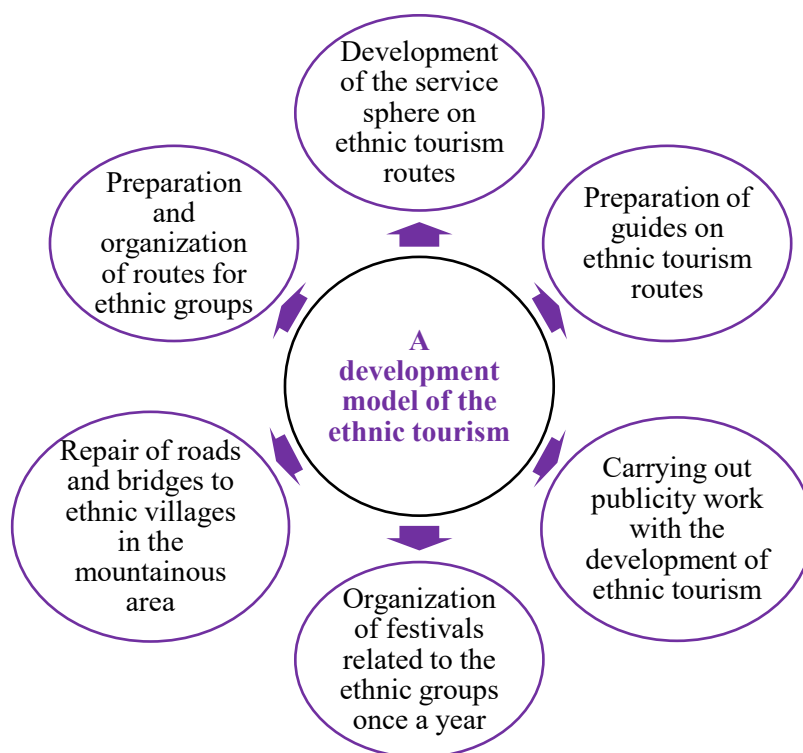 Development
of the service
sphere on
ethnic tourism
routes
Preparation
and
organization
of routes for
ethnic groups
Preparation of
guides on
ethnic tourism
routes
A
development
model of the
ethnic tourism
Repair of roads
and bridges to
ethnic villages
in the
mountainous
area
Carrying out
publicity work
with the
development of
ethnic tourism
Organization
of festivals
related to the
ethnic groups
once a year